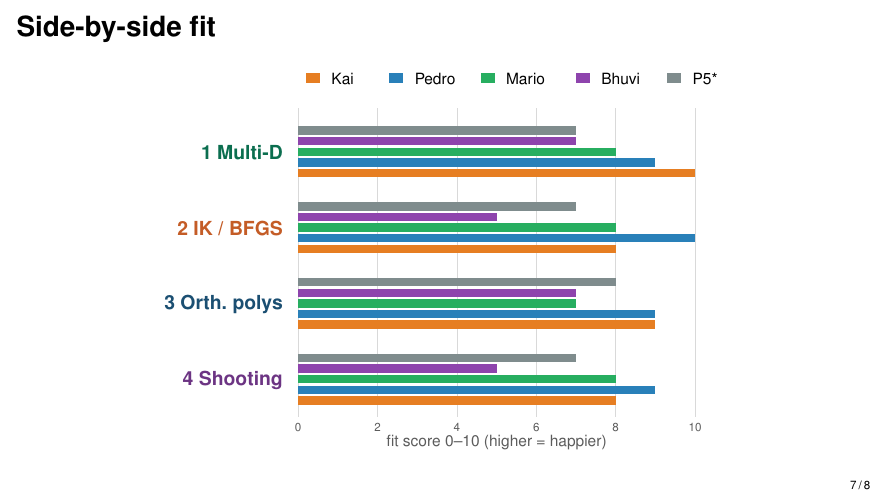 Side-by-side fit
Kai Pedro Mario Bhuvi P5*
1 Multi-D
2 IK / BFGS
3 Orth. polys
4 Shooting
0 2 4 6 8 10
fit score 0–10 (higher = happier)
7 / 8